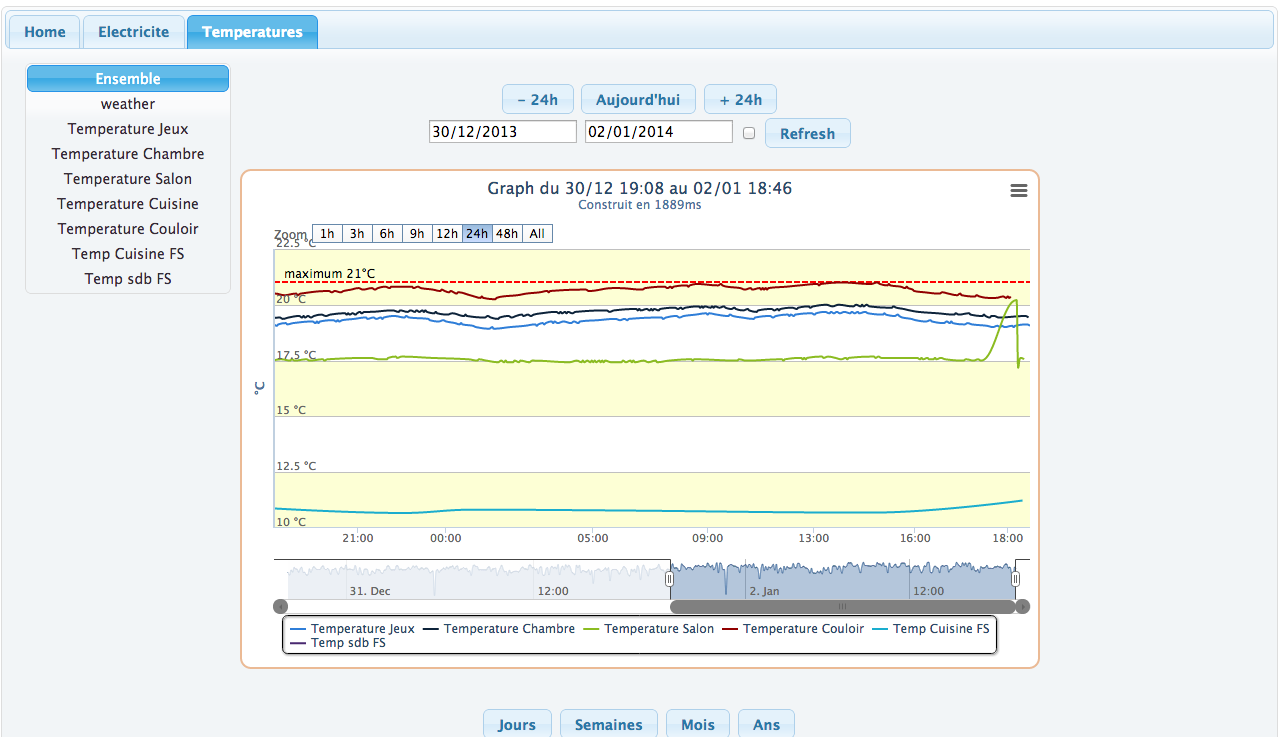 Home Electricite Temperatures
Ensemble
weather
Temperature Jeux
Temperature Chambre
Temperature Salon
Temperature Cuisine
Temperature Couloir
Temp Cuisine FS
Temp sdb FS
– 24h Aujourd'hui + 24h
30/12/2013 02/01/2014 Refresh
Graph du 30/12 19:08 au 02/01 18:46
Construit en 1889ms
Zoom 1h 3h 6h 9h 12h 24h 48h All
22.5 °C
maximum 21°C
20 °C
17.5 °C
°C
15 °C
12.5 °C
10 °C
21:00 00:00 05:00 09:00 13:00 16:00 18:00
31. Dec 12:00 2. Jan 12:00
Temperature Jeux Temperature Chambre Temperature Salon Temperature Couloir Temp Cuisine FS
Temp sdb FS
Jours Semaines Mois Ans